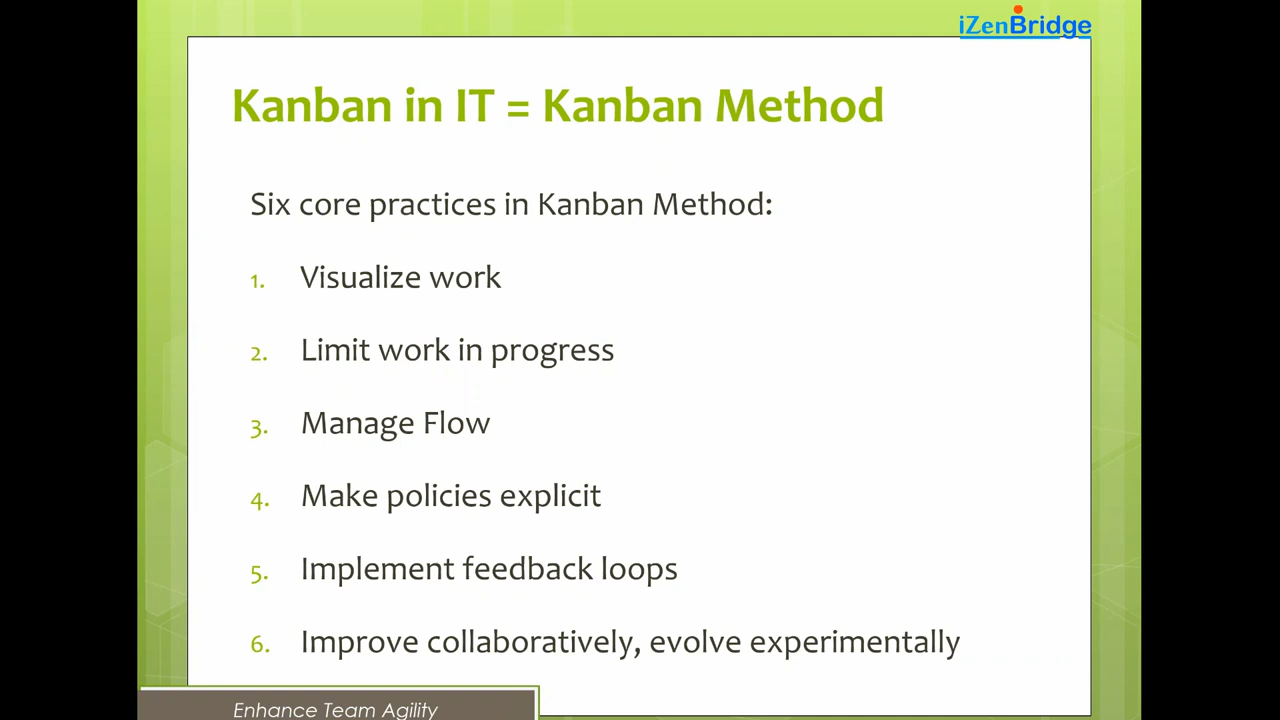 iZenBridge
Kanban in IT = Kanban Method
Six core practices in Kanban Method:
1. Visualize work
2. Limit work in progress
3. Manage Flow
4. Make policies explicit
5. Implement feedback loops
6. Improve collaboratively, evolve experimentally
Enhance Team Agility